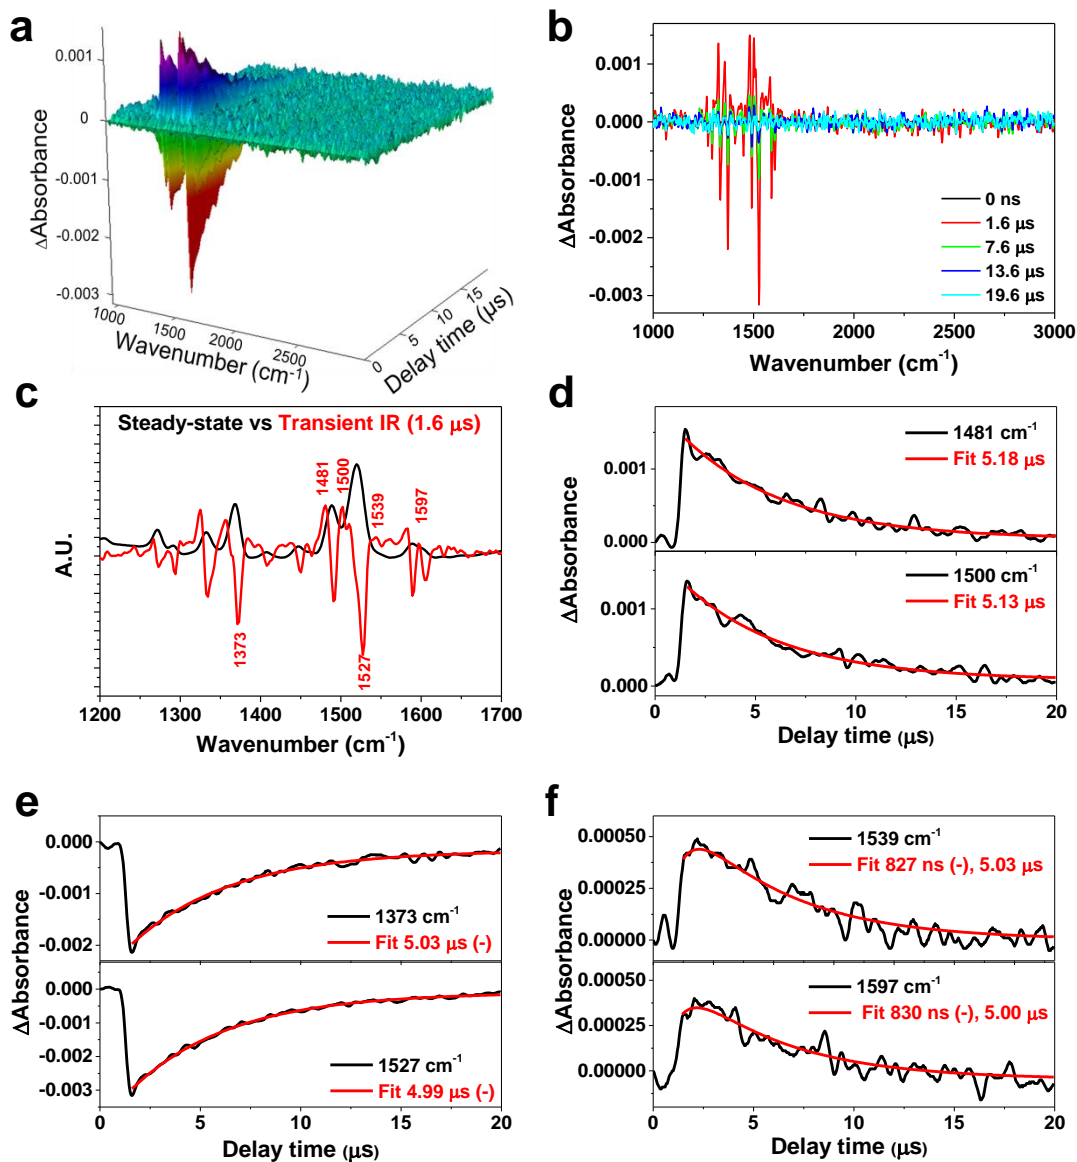 a
0.001
0
-0.001
-0.002
-0.003
ΔAbsorbance
1000
1500
2000
2500
Wavenumber (cm-1)
0
5
10
15
Delay time (μs)
b
0.001
0.000
-0.001
-0.002
-0.003
ΔAbsorbance
0 ns
1.6 μs
7.6 μs
13.6 μs
19.6 μs
1000 1500 2000 2500 3000
Wavenumber (cm-1)
c
Steady-state vs Transient IR (1.6 μs)
1481
1500
1539
1597
1373
1527
A.U.
1200 1300 1400 1500 1600 1700
Wavenumber (cm-1)
d
1481 cm-1
Fit 5.18 μs
0.001
0.000
1500 cm-1
Fit 5.13 μs
0.001
0.000
ΔAbsorbance
0 5 10 15 20
Delay time (μs)
e
0.000
-0.001
-0.002
1373 cm-1
Fit 5.03 μs (-)
0.000
-0.001
-0.002
-0.003
1527 cm-1
Fit 4.99 μs (-)
ΔAbsorbance
0 5 10 15 20
Delay time (μs)
f
0.00050
0.00025
0.00000
1539 cm-1
Fit 827 ns (-), 5.03 μs
0.00050
0.00025
0.00000
1597 cm-1
Fit 830 ns (-), 5.00 μs
ΔAbsorbance
0 5 10 15 20
Delay time (μs)